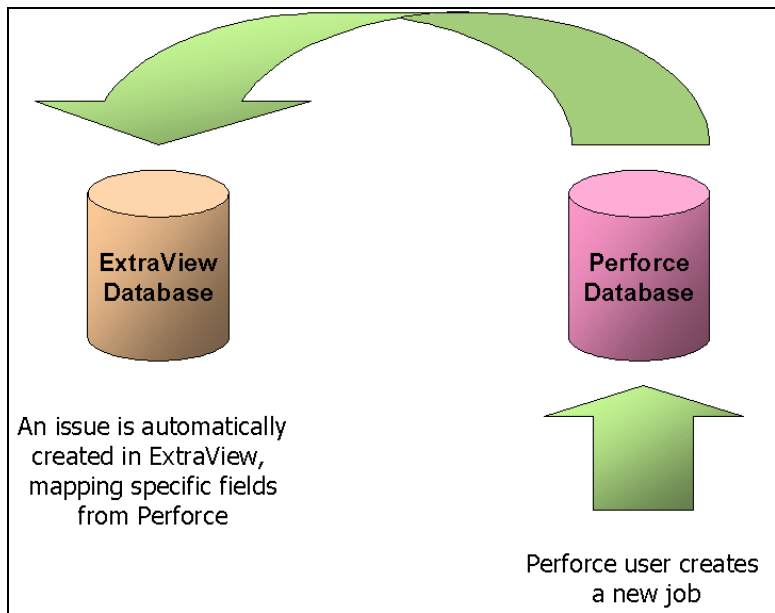 ExtraView
Database
Perforce
Database
An issue is automatically
created in ExtraView,
mapping specific fields
from Perforce
Perforce user creates
a new job